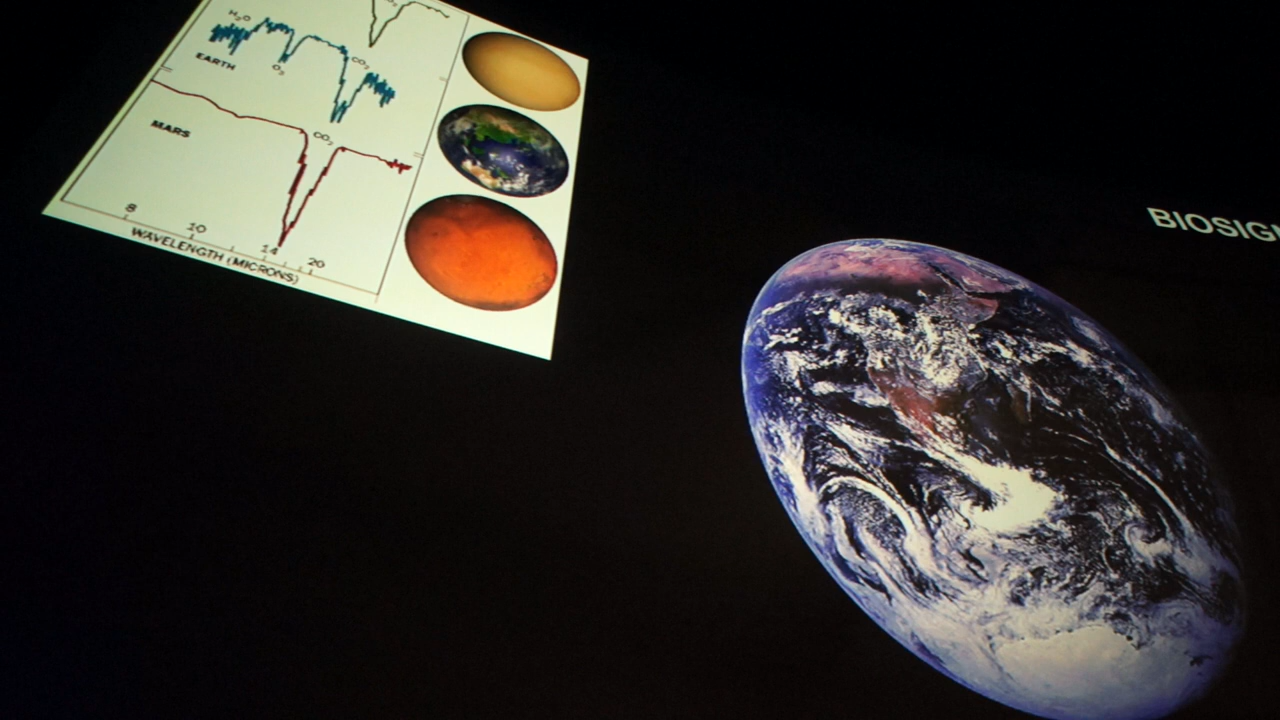 H₂O
EARTH
O₃
CO₂
MARS
CO₂
8
10
14
20
WAVELENGTH (MICRONS)